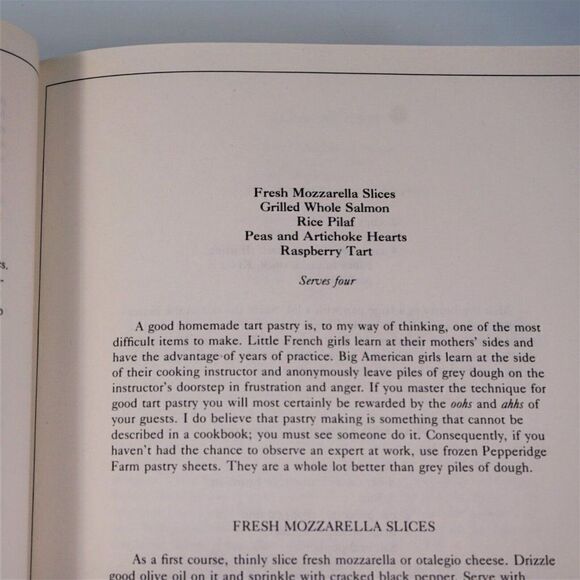 s.
Fresh Mozzarella Slices
Grilled Whole Salmon
Rice Pilaf
Peas and Artichoke Hearts
Raspberry Tart
Serves four
A good homemade tart pastry is, to my way of thinking, one of the most
difficult items to make. Little French girls learn at their mothers' sides and
have the advantage of years of practice. Big American girls learn at the side
of their cooking instructor and anonymously leave piles of grey dough on the
instructor's doorstep in frustration and anger. If you master the technique for
good tart pastry you will most certainly be rewarded by the oohs and ahhs of
your guests. I do believe that pastry making is something that cannot be
described in a cookbook; you must see someone do it. Consequently, if you
haven't had the chance to observe an expert at work, use frozen Pepperidge
Farm pastry sheets. They are a whole lot better than grey piles of dough.
FRESH MOZZARELLA SLICES
As a first course, thinly slice fresh mozzarella or otalegio cheese. Drizzle
good olive oil on it and sprinkle with cracked black pepper. Serve with